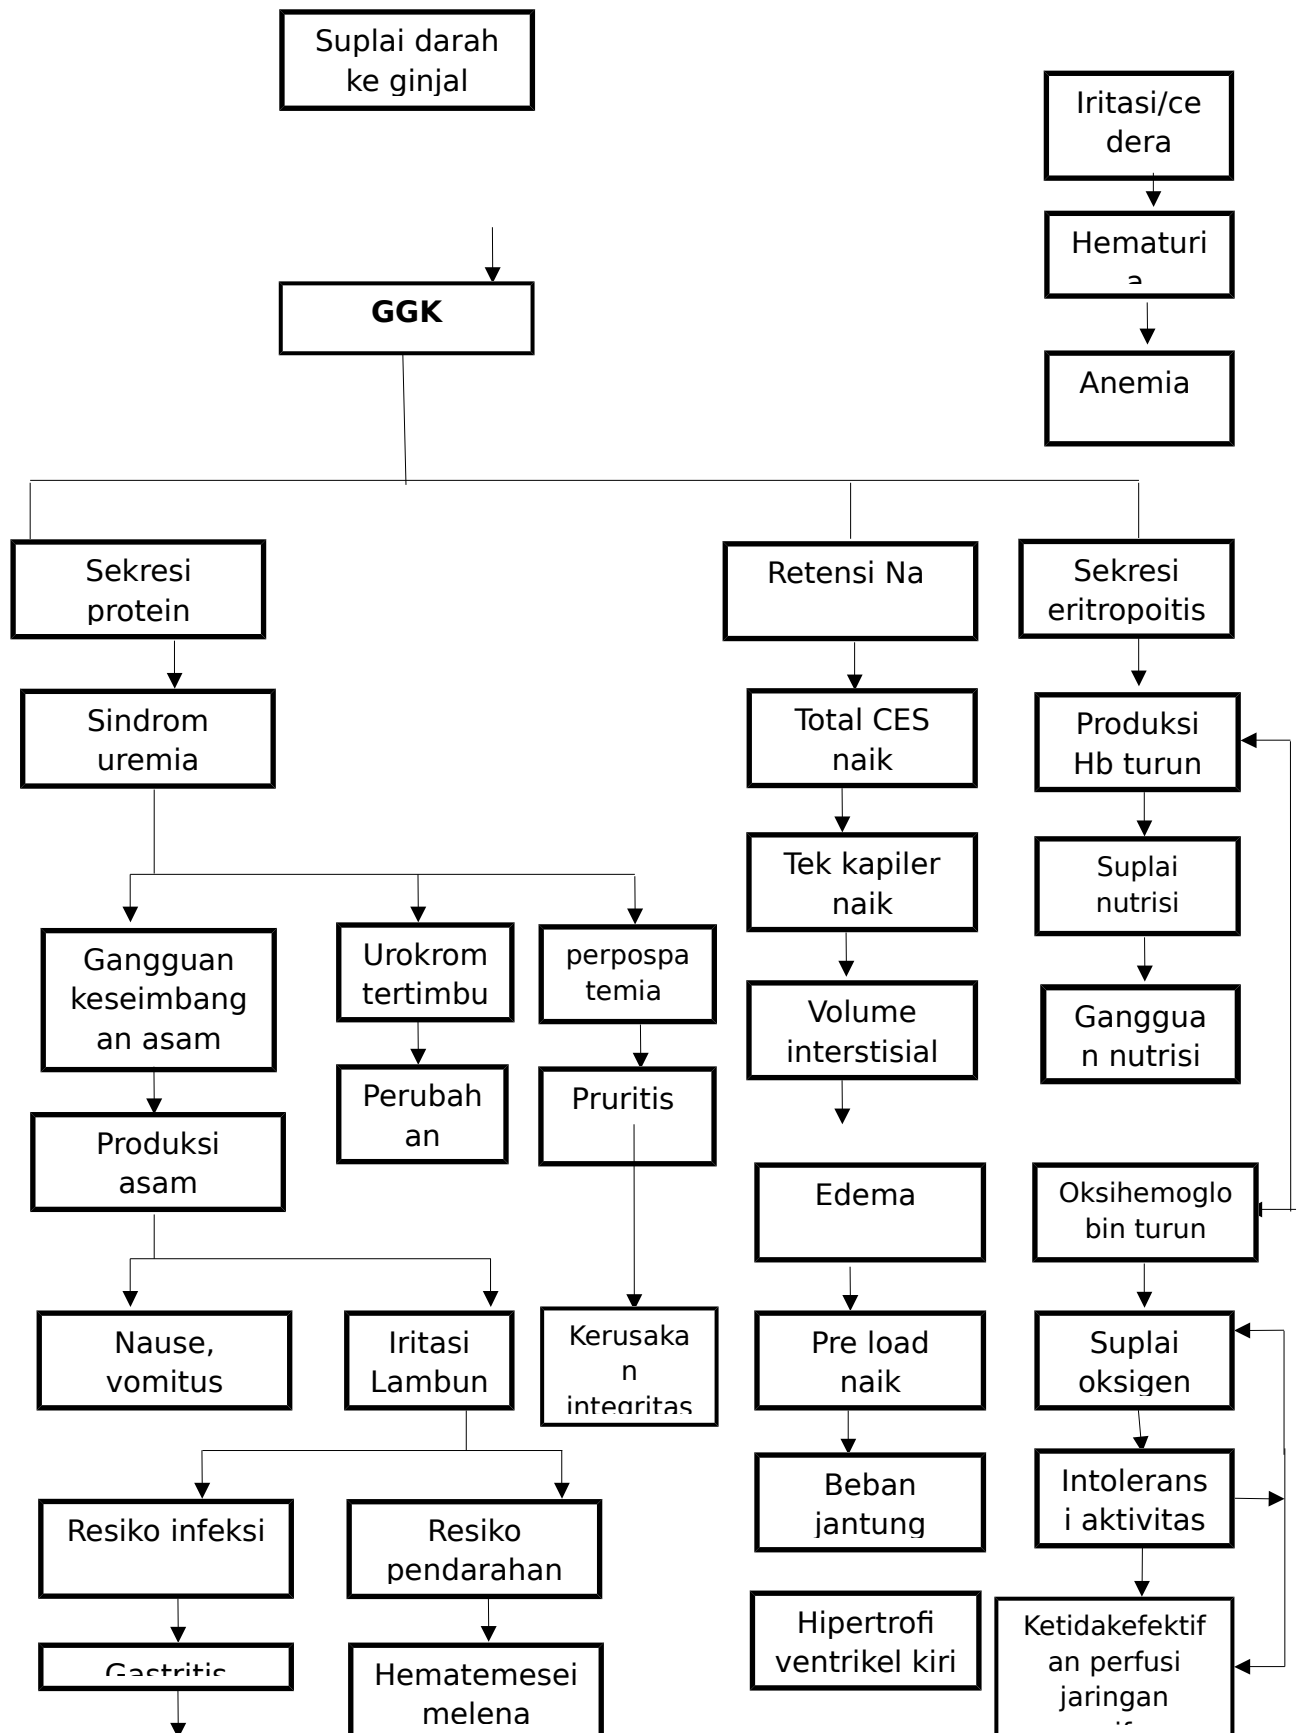 Suplai darah
ke ginjal
Iritasi/ce
dera
Hematuri
a
GGK
Anemia
Sekresi
protein
Retensi Na
Sekresi
eritropoitis
Sindrom
uremia
Total CES
naik
Produksi
Hb turun
Tek kapiler
naik
Suplai
nutrisi
Gangguan
keseimbang
an asam
Urokrom
tertimbu
perpospa
temia
Volume
interstisial
Ganggua
n nutrisi
Perubah
an
Pruritis
Produksi
asam
Edema
Oksihemoglo
bin turun
Nause,
vomitus
Iritasi
Lambun
Kerusaka
n
integritas
Pre load
naik
Suplai
oksigen
Beban
jantung
Intolerans
i aktivitas
Resiko infeksi
Resiko
pendarahan
Hipertrofi
ventrikel kiri
Ketidakefektif
an perfusi
jaringan
Gastritis
Hematemesei
melena